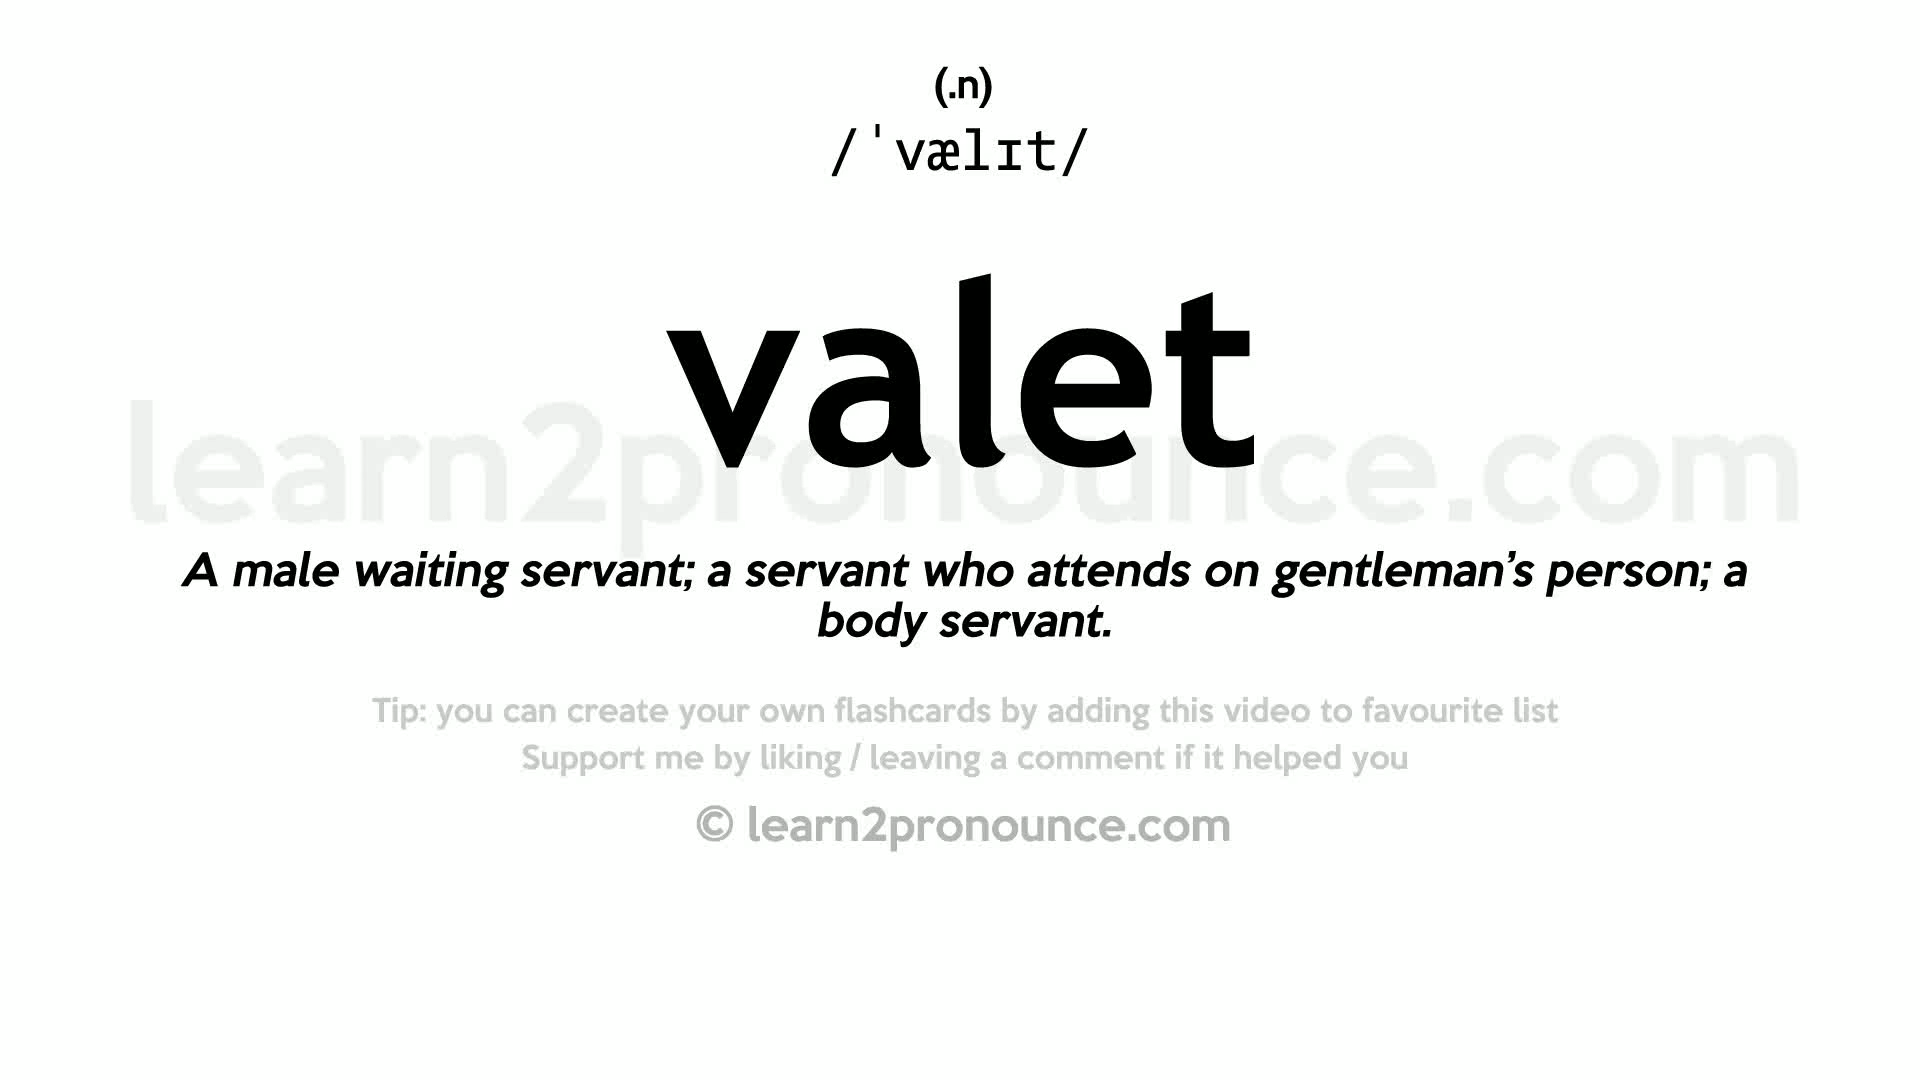 (.n)
/ˈvælɪt/
valet
learn2pronounce.com
A male waiting servant; a servant who attends on gentleman’s person; a
body servant.
Tip: you can create your own flashcards by adding this video to favourite list
Support me by liking / leaving a comment if it helped you
© learn2pronounce.com